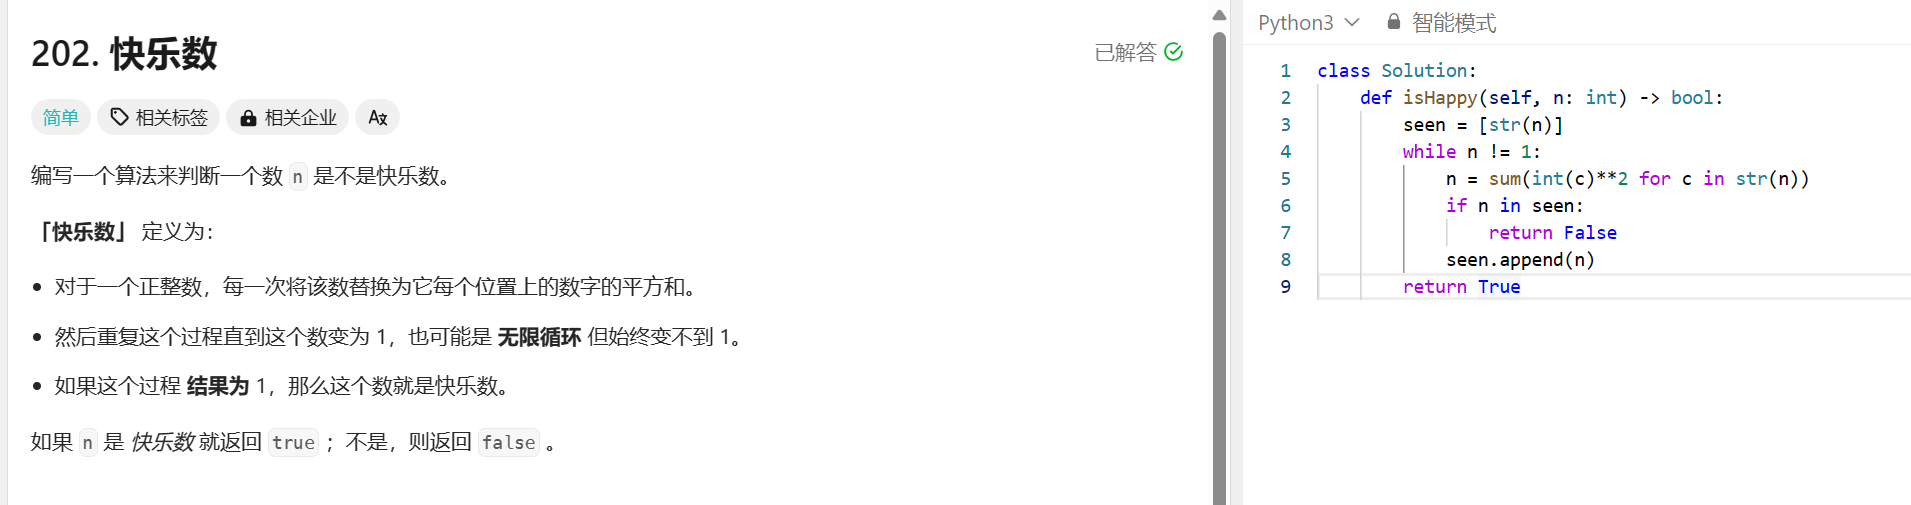 202. 快乐数
已解答
简单 相关标签 相关企业
编写一个算法来判断一个数 n 是不是快乐数。
「快乐数」 定义为：
• 对于一个正整数，每一次将该数替换为它每个位置上的数字的平方和。
• 然后重复这个过程直到这个数变为 1，也可能是 无限循环 但始终变不到 1。
• 如果这个过程 结果为 1，那么这个数就是快乐数。
如果 n 是 快乐数 就返回 true ；不是，则返回 false 。
Python3 智能模式
1 class Solution:
2     def isHappy(self, n: int) -> bool:
3         seen = [str(n)]
4         while n != 1:
5             n = sum(int(c)**2 for c in str(n))
6             if n in seen:
7                 return False
8             seen.append(n)
9         return True